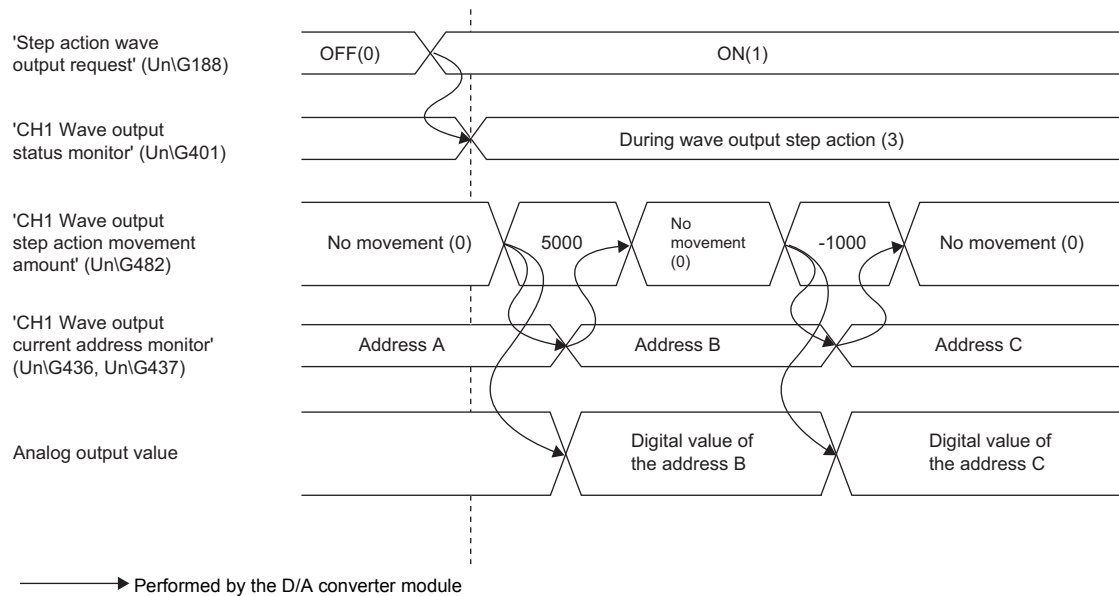 'Step action wave
output request' (Un\G188)
OFF(0)
ON(1)
'CH1 Wave output
status monitor' (Un\G401)
During wave output step action (3)
'CH1 Wave output
step action movement
amount' (Un\G482)
No movement (0)
5000
No
movement
(0)
-1000
No movement (0)
'CH1 Wave output
current address monitor'
(Un\G436, Un\G437)
Address A
Address B
Address C
Analog output value
Digital value of
the address B
Digital value of
the address C
Performed by the D/A converter module